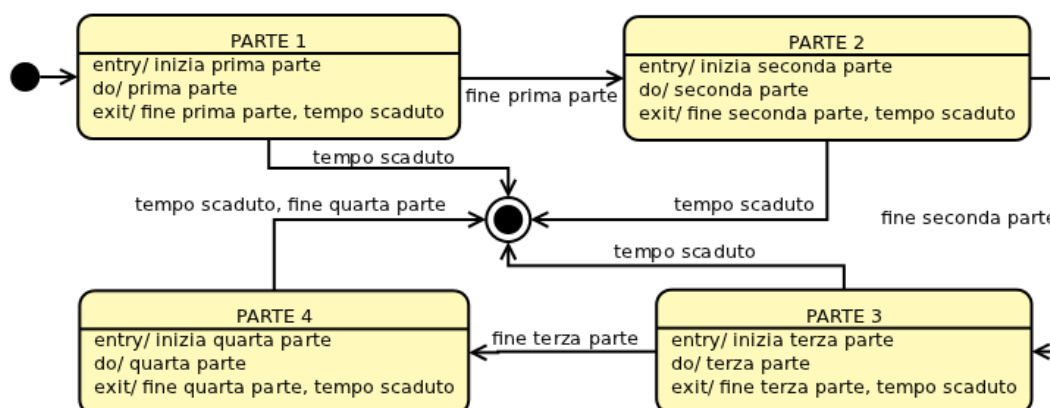 PARTE 1
entry/ inizia prima parte
do/ prima parte
exit/ fine prima parte, tempo scaduto
fine prima parte
PARTE 2
entry/ inizia seconda parte
do/ seconda parte
exit/ fine seconda parte, tempo scaduto
tempo scaduto
tempo scaduto, fine quarta parte
tempo scaduto
fine seconda parte
tempo scaduto
PARTE 4
entry/ inizia quarta parte
do/ quarta parte
exit/ fine quarta parte, tempo scaduto
fine terza parte
PARTE 3
entry/ inizia terza parte
do/ terza parte
exit/ fine terza parte, tempo scaduto